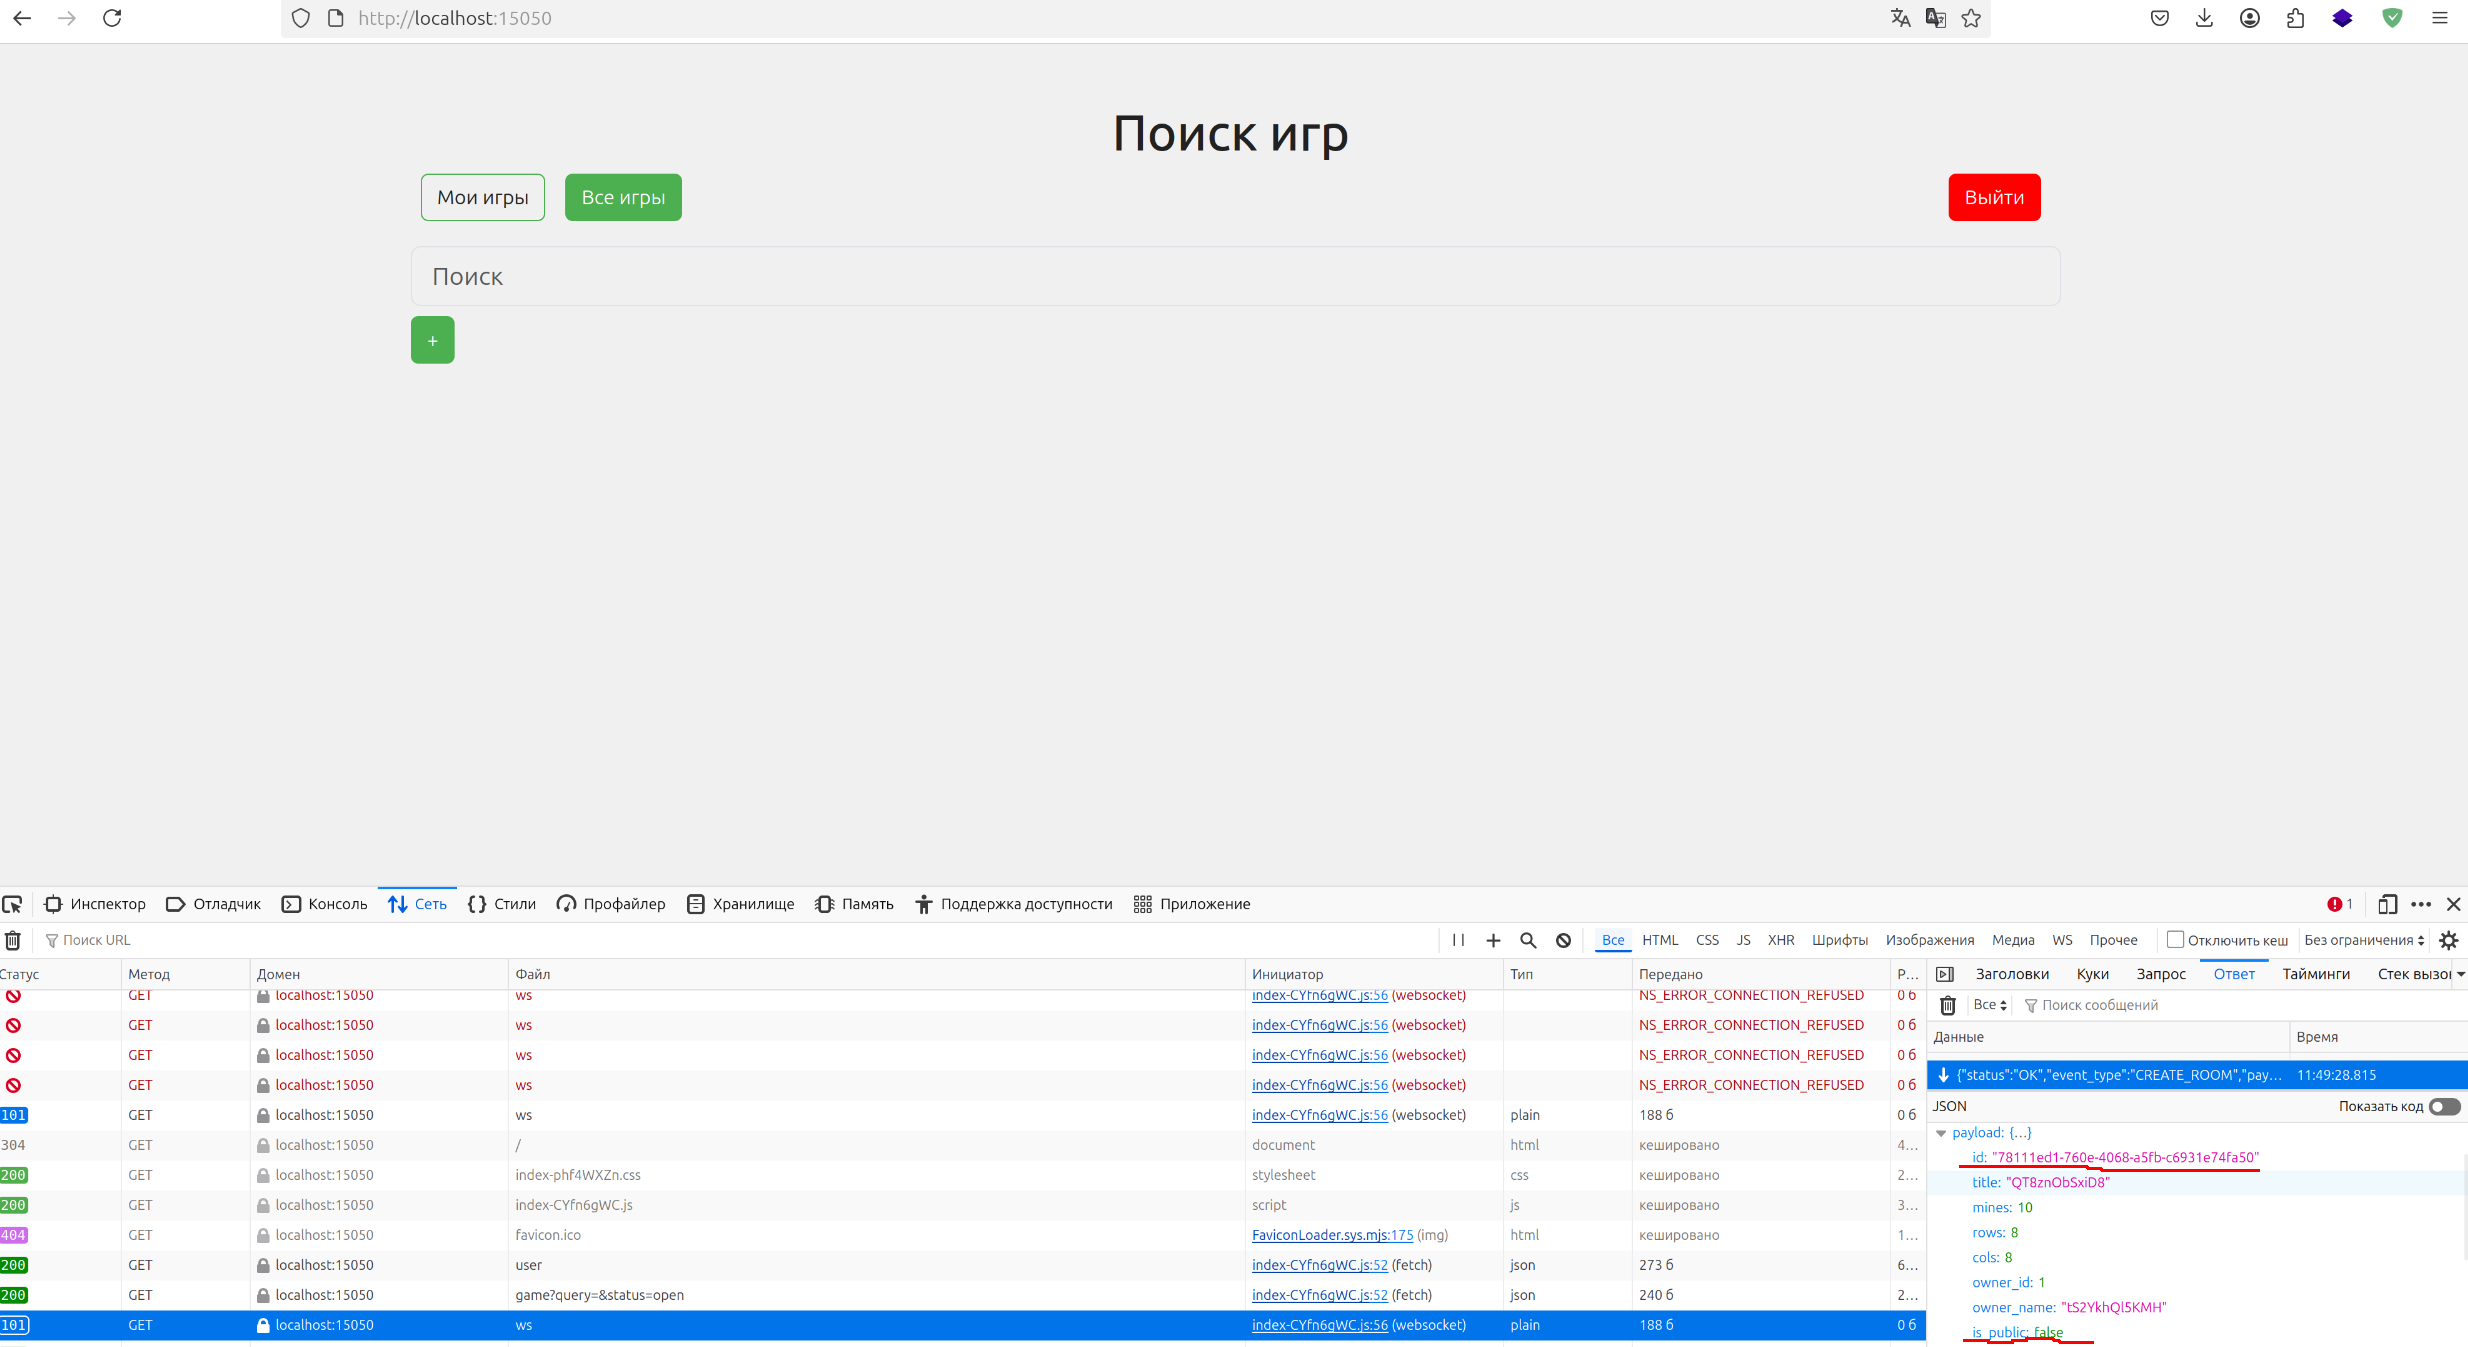 http://localhost:15050
Поиск игр
Мои игры Все игры Выйти
Поиск
+
Инспектор Отладчик Консоль Сеть Стили Профайлер Хранилище Память Поддержка доступности Приложение 1
Поиск URL Все HTML CSS JS XHR Шрифты Изображения Медиа WS Прочее Отключить кеш Без ограничения
Статус Метод Домен Файл Инициатор Тип Передано Р...
GET localhost:15050 ws index-CYfn6gWC.js:56 (websocket) NS_ERROR_CONNECTION_REFUSED 0 б
GET localhost:15050 ws index-CYfn6gWC.js:56 (websocket) NS_ERROR_CONNECTION_REFUSED 0 б
GET localhost:15050 ws index-CYfn6gWC.js:56 (websocket) NS_ERROR_CONNECTION_REFUSED 0 б
GET localhost:15050 ws index-CYfn6gWC.js:56 (websocket) NS_ERROR_CONNECTION_REFUSED 0 б
101 GET localhost:15050 ws index-CYfn6gWC.js:56 (websocket) plain 188 б 0 б
304 GET localhost:15050 / document html кешировано 4...
200 GET localhost:15050 index-phf4WXZn.css stylesheet css кешировано 2...
200 GET localhost:15050 index-CYfn6gWC.js script js кешировано 3...
404 GET localhost:15050 favicon.ico FaviconLoader.sys.mjs:175 (img) html кешировано 1...
200 GET localhost:15050 user index-CYfn6gWC.js:52 (fetch) json 273 б 6...
200 GET localhost:15050 game?query=&status=open index-CYfn6gWC.js:52 (fetch) json 240 б 2...
101 GET localhost:15050 ws index-CYfn6gWC.js:56 (websocket) plain 188 б 0 б
Заголовки Куки Запрос Ответ Тайминги Стек вызов
Все Поиск сообщений
Данные Время
{"status":"OK","event_type":"CREATE_ROOM","pay... 11:49:28.815
JSON Показать код
payload: {...}
id: "78111ed1-760e-4068-a5fb-c6931e74fa50"
title: "QT8znObSxiD8"
mines: 10
rows: 8
cols: 8
owner_id: 1
owner_name: "tS2YkhQl5KMH"
is_public: false